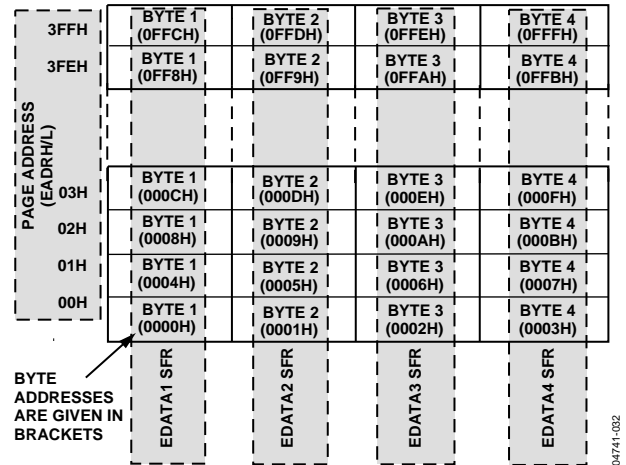 3FFH
BYTE 1
(0FFCH)
BYTE 2
(0FFDH)
BYTE 3
(0FFEH)
BYTE 4
(0FFFH)
3FEH
BYTE 1
(0FF8H)
BYTE 2
(0FF9H)
BYTE 3
(0FFAH)
BYTE 4
(0FFBH)
PAGE ADDRESS
(EADRH/L)
03H
BYTE 1
(000CH)
BYTE 2
(000DH)
BYTE 3
(000EH)
BYTE 4
(000FH)
02H
BYTE 1
(0008H)
BYTE 2
(0009H)
BYTE 3
(000AH)
BYTE 4
(000BH)
01H
BYTE 1
(0004H)
BYTE 2
(0005H)
BYTE 3
(0006H)
BYTE 4
(0007H)
00H
BYTE 1
(0000H)
BYTE 2
(0001H)
BYTE 3
(0002H)
BYTE 4
(0003H)
BYTE
ADDRESSES
ARE GIVEN IN
BRACKETS
EDATA1 SFR
EDATA2 SFR
EDATA3 SFR
EDATA4 SFR
04741-032